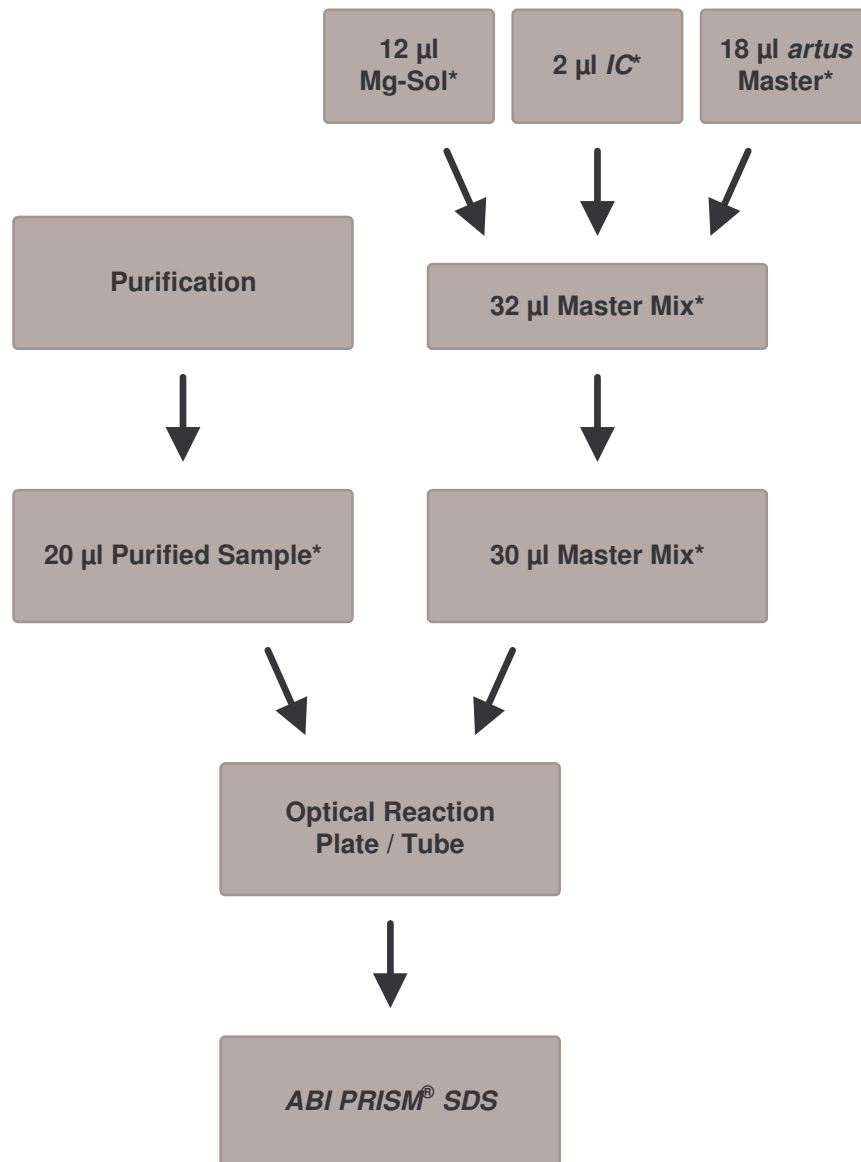 12 µl
Mg-Sol*
2 µl IC*
18 µl artus
Master*
Purification
32 µl Master Mix*
20 µl Purified Sample*
30 µl Master Mix*
Optical Reaction
Plate / Tube
ABI PRISM® SDS